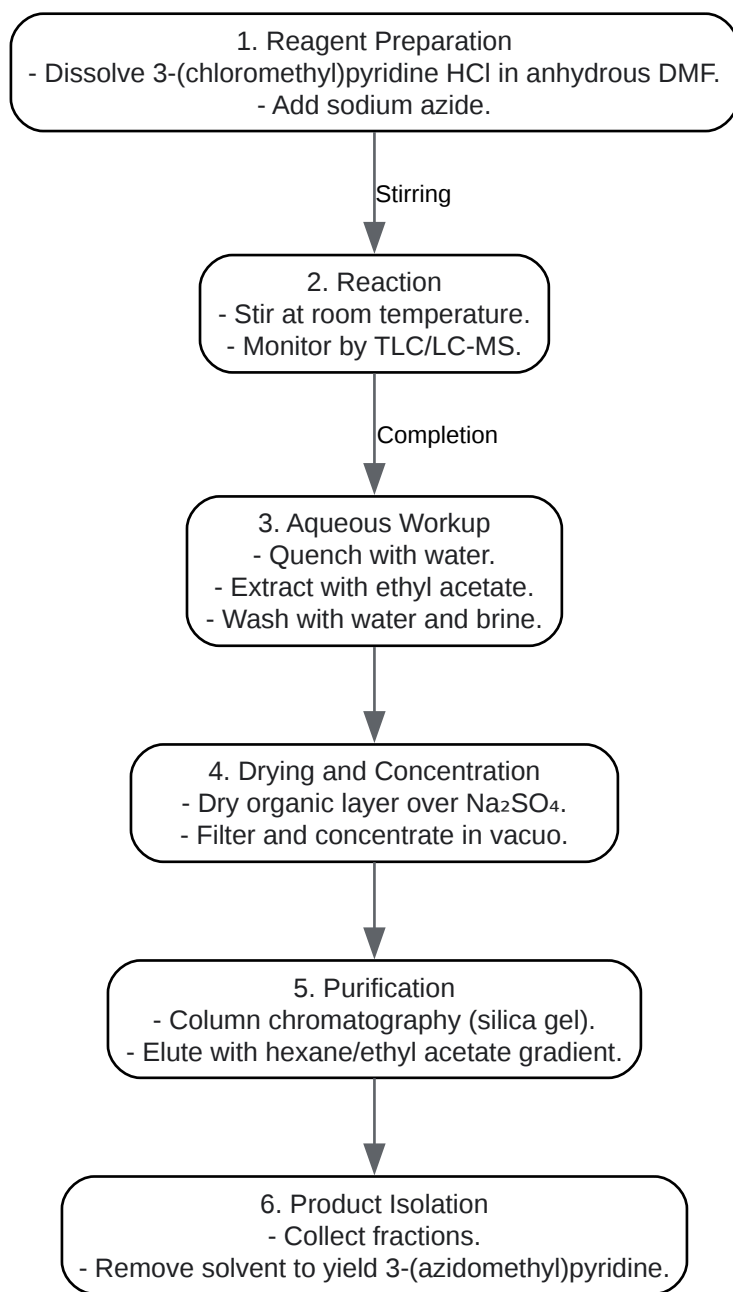 1. Reagent Preparation
- Dissolve 3-(chloromethyl)pyridine HCl in anhydrous DMF.
- Add sodium azide.
Stirring
2. Reaction
- Stir at room temperature.
- Monitor by TLC/LC-MS.
Completion
3. Aqueous Workup
- Quench with water.
- Extract with ethyl acetate.
- Wash with water and brine.
4. Drying and Concentration
- Dry organic layer over Na₂SO₄.
- Filter and concentrate in vacuo.
5. Purification
- Column chromatography (silica gel).
- Elute with hexane/ethyl acetate gradient.
6. Product Isolation
- Collect fractions.
- Remove solvent to yield 3-(azidomethyl)pyridine.